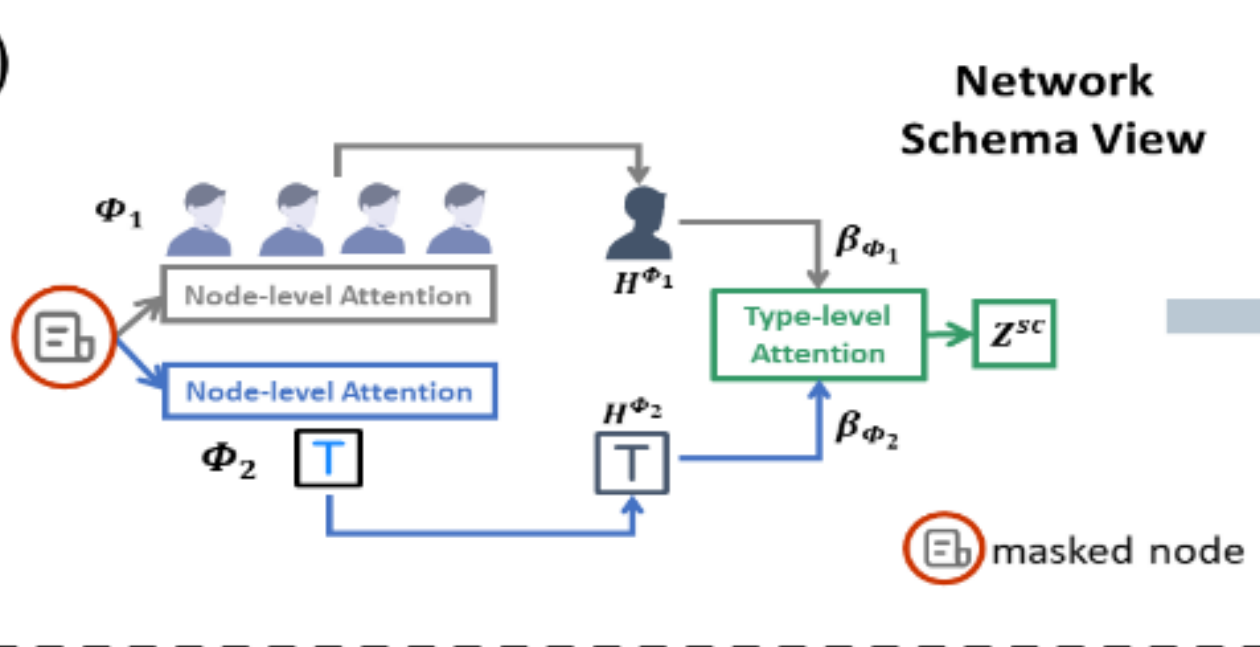 )
Network
Schema View
Φ1
Node-level Attention
H^Φ1
β_Φ1
Type-level
Attention
Z^sc
Node-level Attention
Φ2
T
H^Φ2
T
β_Φ2
masked node